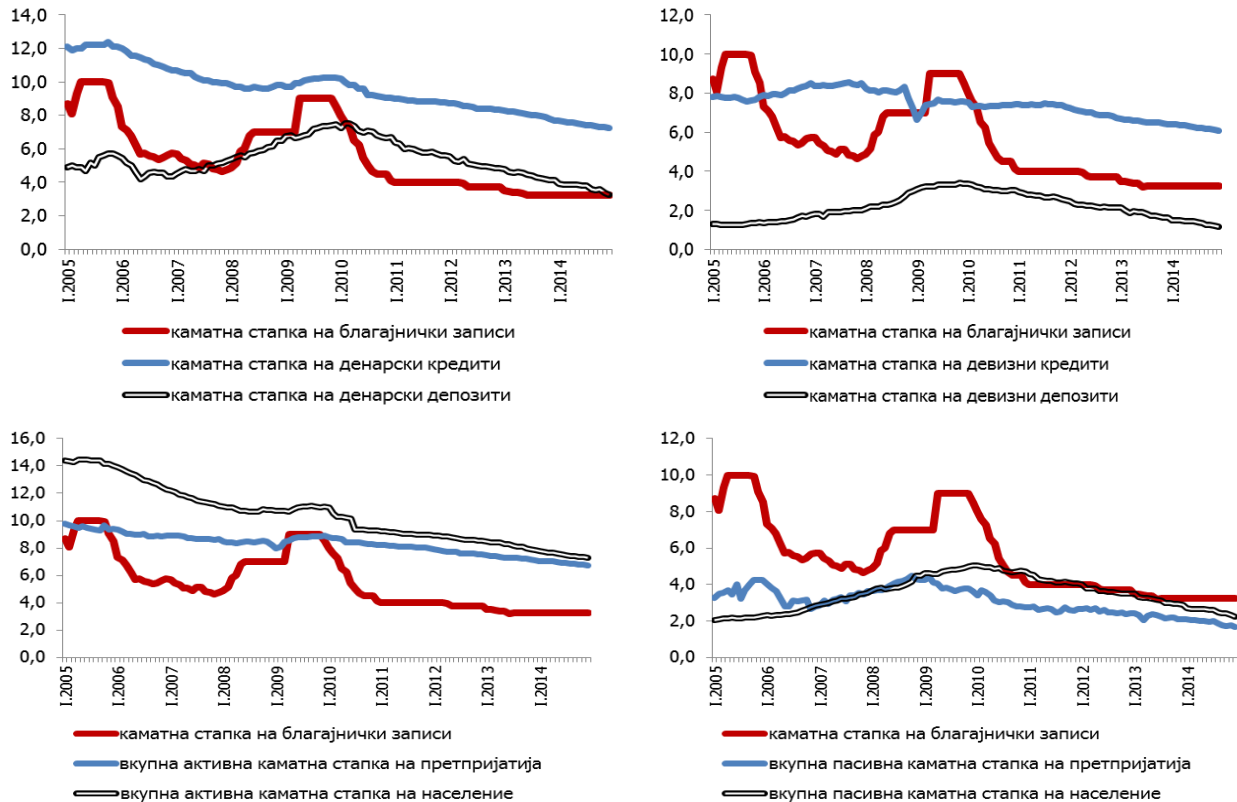 14,0
12,0
10,0
8,0
6,0
4,0
2,0
0,0
I.2005
I.2006
I.2007
I.2008
I.2009
I.2010
I.2011
I.2012
I.2013
I.2014
каматна стапка на благајнички записи
каматна стапка на денарски кредити
каматна стапка на денарски депозити
12,0
10,0
8,0
6,0
4,0
2,0
0,0
I.2005
I.2006
I.2007
I.2008
I.2009
I.2010
I.2011
I.2012
I.2013
I.2014
каматна стапка на благајнички записи
каматна стапка на девизни кредити
каматна стапка на девизни депозити
16,0
14,0
12,0
10,0
8,0
6,0
4,0
2,0
0,0
I.2005
I.2006
I.2007
I.2008
I.2009
I.2010
I.2011
I.2012
I.2013
I.2014
каматна стапка на благајнички записи
вкупна активна каматна стапка на претпријатија
вкупна активна каматна стапка на население
12,0
10,0
8,0
6,0
4,0
2,0
0,0
I.2005
I.2006
I.2007
I.2008
I.2009
I.2010
I.2011
I.2012
I.2013
I.2014
каматна стапка на благајнички записи
вкупна пасивна каматна стапка на претпријатија
вкупна пасивна каматна стапка на население